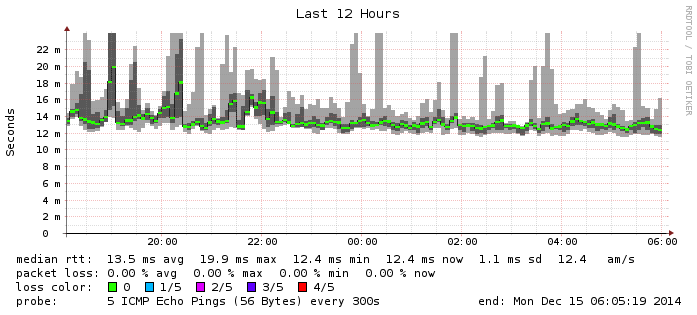 Last 12 Hours
RRDTOOL / TOBI OETIKER
Seconds
22 m
20 m
18 m
16 m
14 m
12 m
10 m
8 m
6 m
4 m
2 m
0
20:00 22:00 00:00 02:00 04:00 06:00
median rtt: 13.5 ms avg 19.9 ms max 12.4 ms min 12.4 ms now 1.1 ms sd 12.4 am/s
packet loss: 0.00 % avg 0.00 % max 0.00 % min 0.00 % now
loss color: 0 1/5 2/5 3/5 4/5
probe: 5 ICMP Echo Pings (56 Bytes) every 300s end: Mon Dec 15 06:05:19 2014